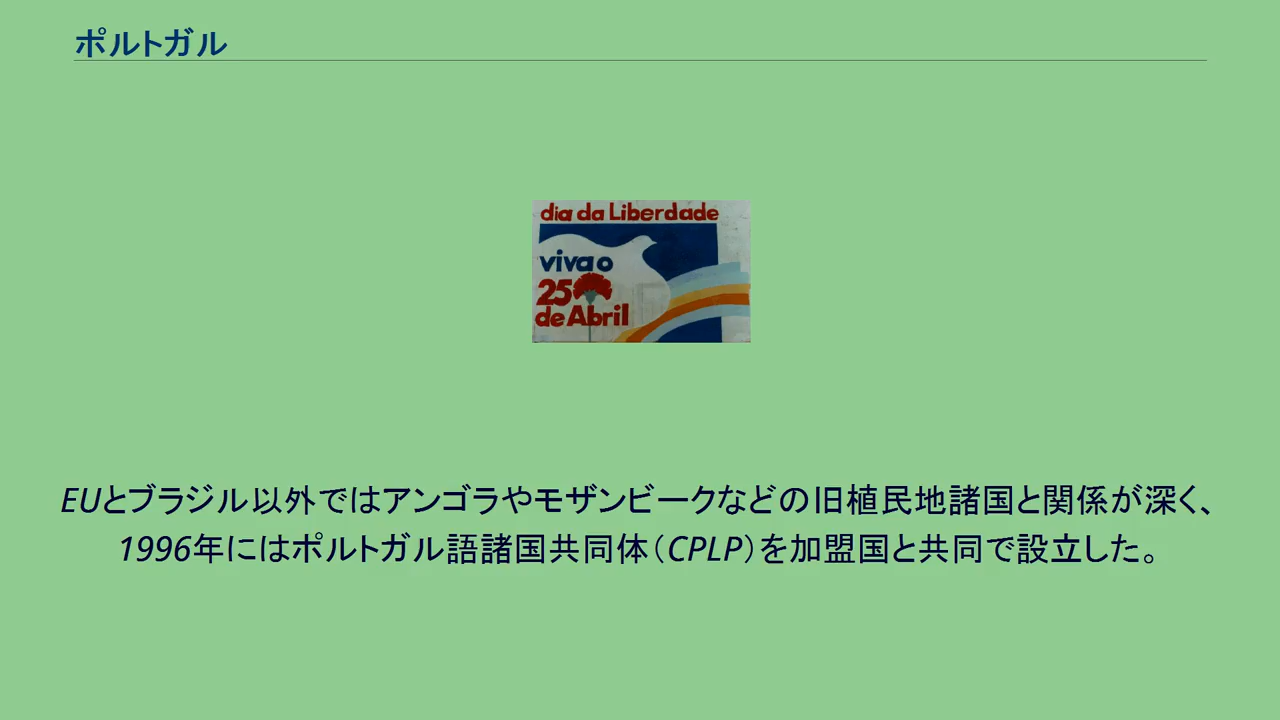 ポルトガル
dia da Liberdade
viva o
25
de Abril
EUとブラジル以外ではアンゴラやモザンビークなどの旧植民地諸国と関係が深く、
1996年にはポルトガル語諸国共同体（CPLP）を加盟国と共同で設立した。